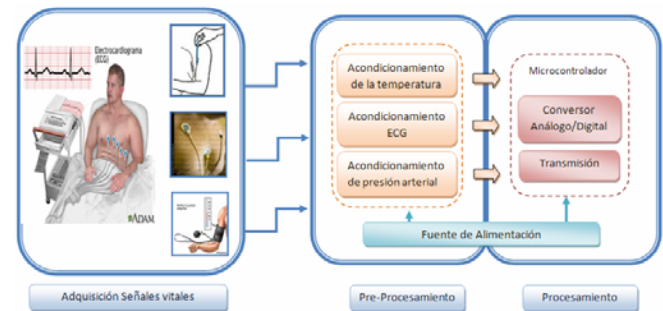 Electrocardiograma
(ECG)
ADAM.
Acondicionamiento
de la temperatura
Acondicionamiento
ECG
Acondicionamiento
de presión arterial
Microcontrolador
Conversor
Análogo/Digital
Transmisión
Fuente de Alimentación
Adquisición Señales vitales
Pre-Procesamiento
Procesamiento